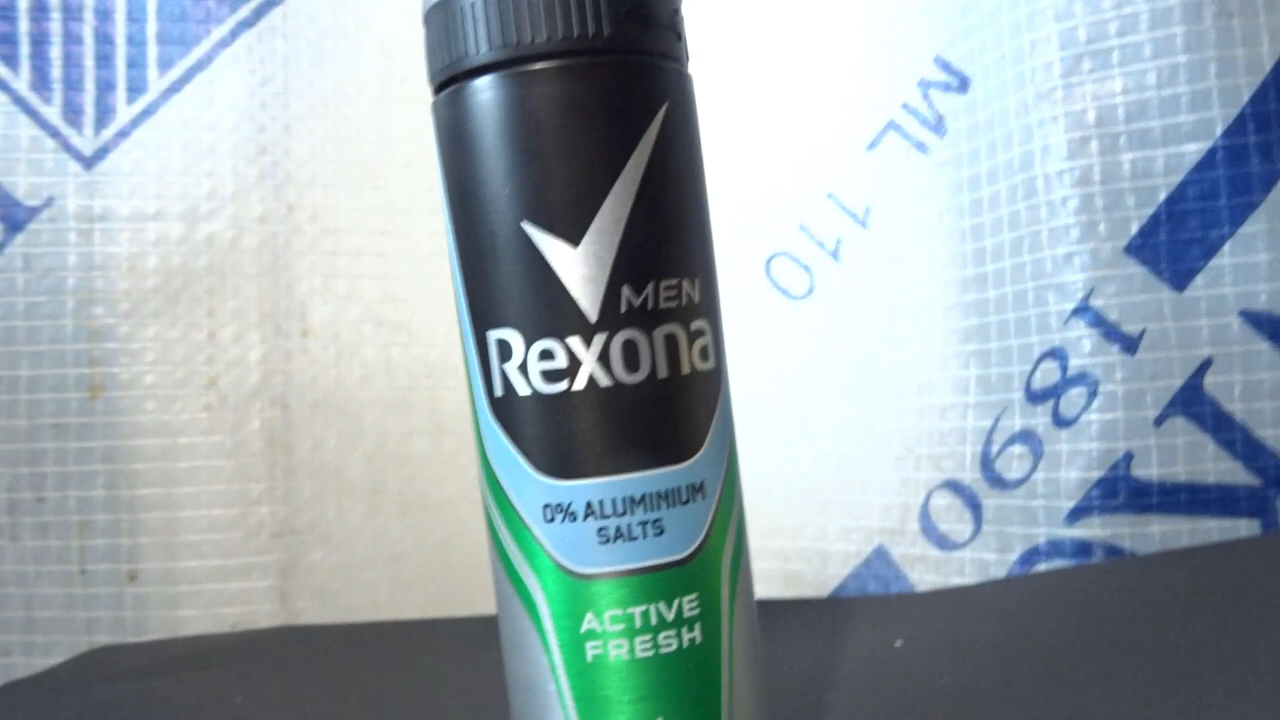 MEN
Rexona
0% ALUMINIUM
SALTS
ACTIVE
FRESH
ML 110
1890